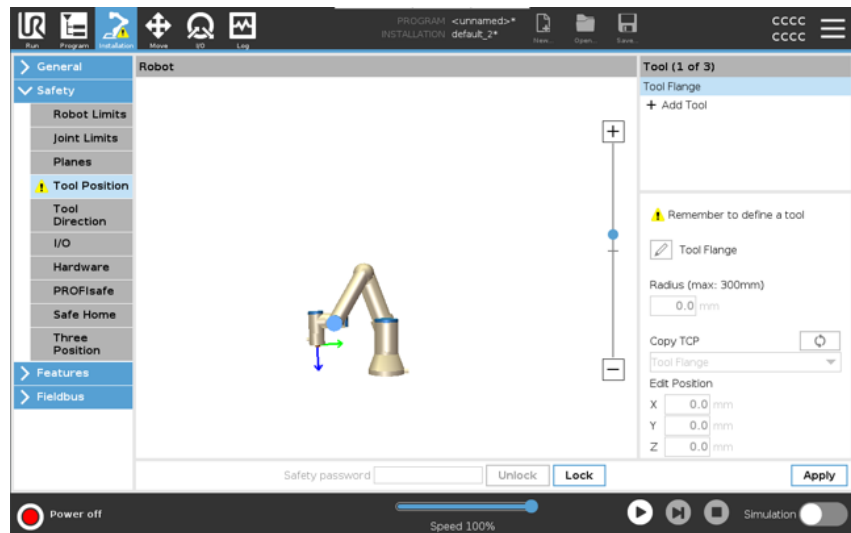 UR
Run
Program
Installation
Move
I/O
Log
PROGRAM <unnamed>*
INSTALLATION default_2*
New...
Open...
Save...
cccc
cccc
General
Safety
Robot Limits
Joint Limits
Planes
Tool Position
Tool
Direction
I/O
Hardware
PROFIsafe
Safe Home
Three
Position
Features
Fieldbus
Robot
+
−
Tool (1 of 3)
Tool Flange
+ Add Tool
Remember to define a tool
Tool Flange
Radius (max: 300mm)
0.0 mm
Copy TCP
Tool Flange
Edit Position
X 0.0 mm
Y 0.0 mm
Z 0.0 mm
Safety password
Unlock
Lock
Apply
Power off
Speed 100%
Simulation